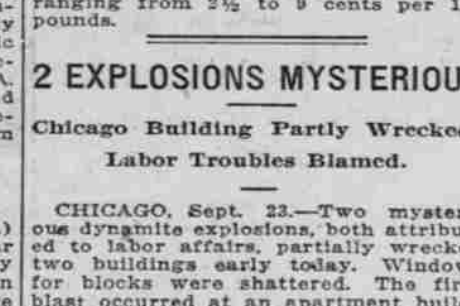 ranging from 2½ to 9 cents per 1
pounds.
2 EXPLOSIONS MYSTERIOU
Chicago Building Partly Wrecke
Labor Troubles Blamed.
CHICAGO, Sept. 23.—Two myster
ous dynamite explosions, both attribu
ed to labor affairs, partially wrecke
two buildings early today. Window
for blocks were shattered. The fir
blast occurred at an apartment buil